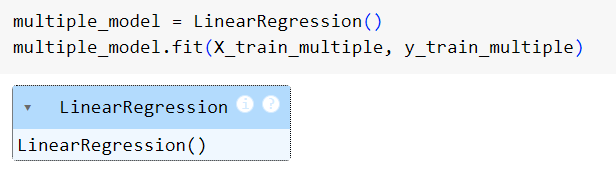 multiple_model = LinearRegression()
multiple_model.fit(X_train_multiple, y_train_multiple)
▾ LinearRegression i ?
LinearRegression()